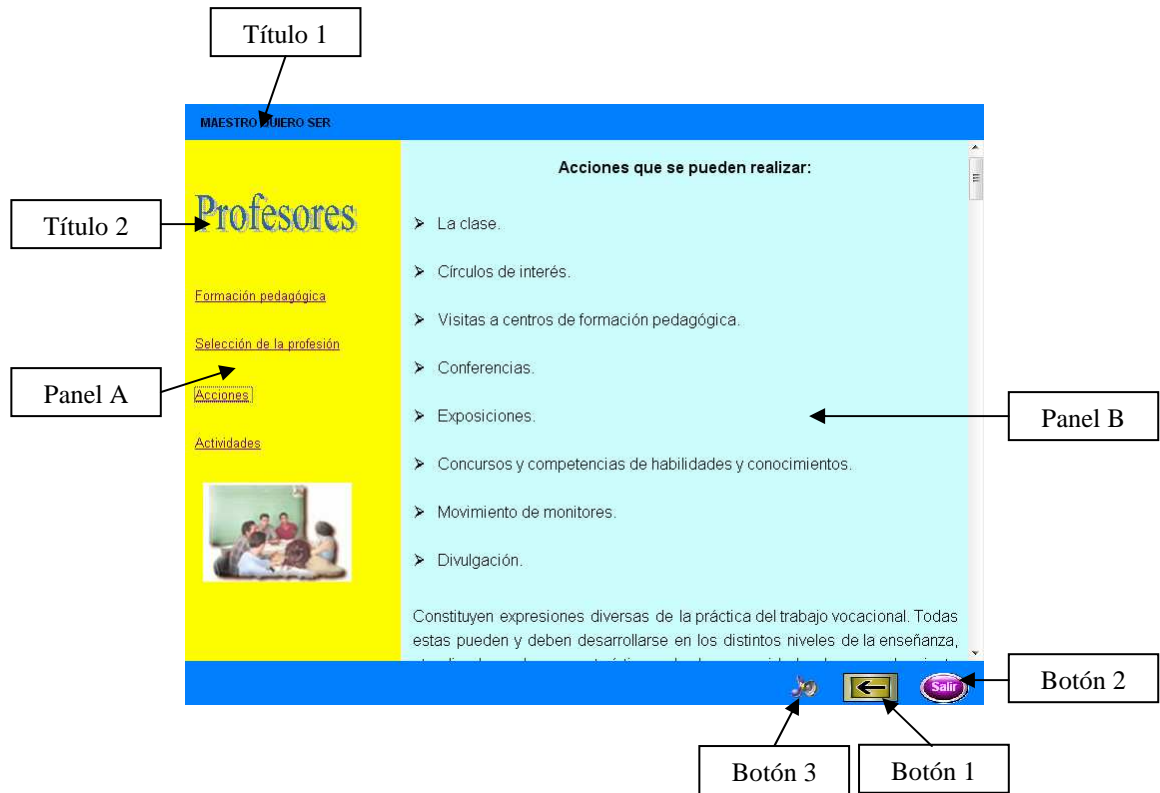 Título 1
MAESTRO QUIERO SER
Profesores
Título 2
Formación pedagógica
Selección de la profesión
Panel A
Acciones
Actividades
Acciones que se pueden realizar:
➢ La clase.
➢ Círculos de interés.
➢ Visitas a centros de formación pedagógica.
➢ Conferencias.
➢ Exposiciones.
➢ Concursos y competencias de habilidades y conocimientos.
➢ Movimiento de monitores.
➢ Divulgación.
Constituyen expresiones diversas de la práctica del trabajo vocacional. Todas
estas pueden y deben desarrollarse en los distintos niveles de la enseñanza,
Panel B
Salir
Botón 2
Botón 3
Botón 1